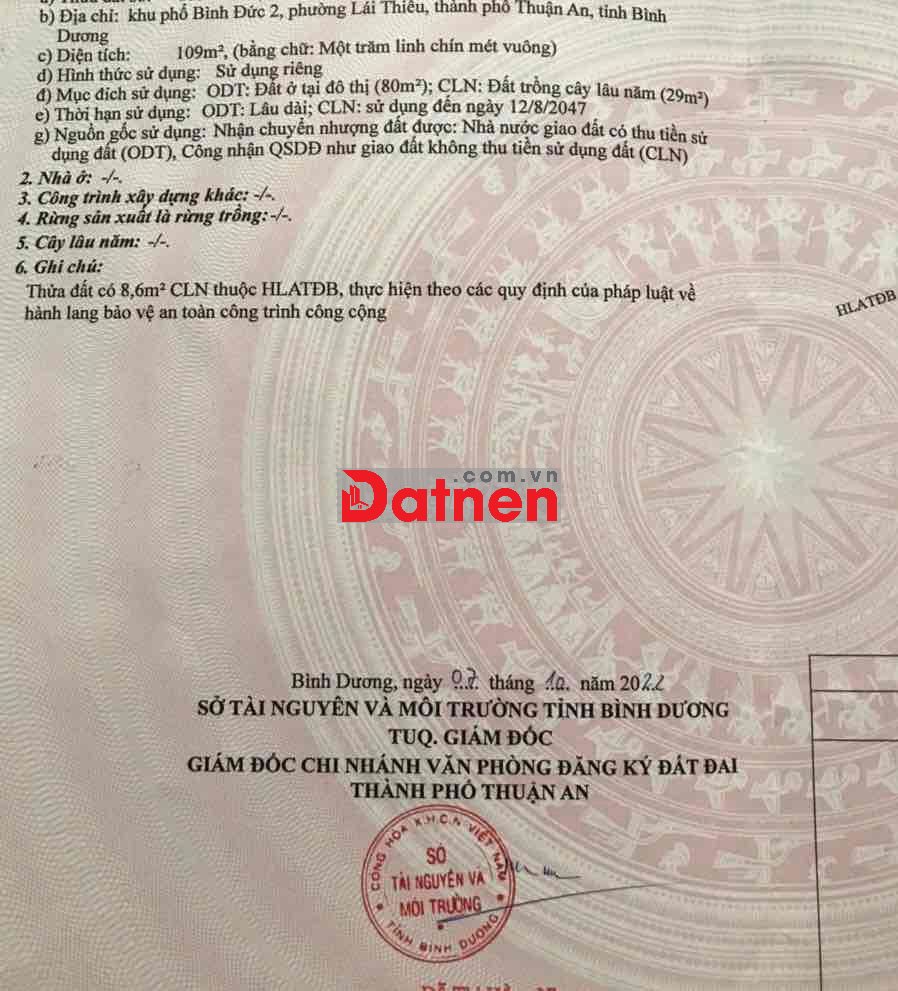 b) Địa chỉ: khu phố Bình Đức 2, phường Lái Thiêu, thành phố Thuận An, tỉnh Bình
Dương
c) Diện tích: 109m², (bằng chữ: Một trăm linh chín mét vuông)
d) Hình thức sử dụng: Sử dụng riêng
đ) Mục đích sử dụng: ODT: Đất ở tại đô thị (80m²); CLN: Đất trồng cây lâu năm (29m²)
e) Thời hạn sử dụng: ODT: Lâu dài; CLN: sử dụng đến ngày 12/8/2047
g) Nguồn gốc sử dụng: Nhận chuyển nhượng đất được: Nhà nước giao đất có thu tiền sử
dụng đất (ODT), Công nhận QSDĐ như giao đất không thu tiền sử dụng đất (CLN)
2. Nhà ở: -/-.
3. Công trình xây dựng khác: -/-.
4. Rừng sản xuất là rừng trồng: -/-.
5. Cây lâu năm: -/-.
6. Ghi chú:
Thửa đất có 8,6m² CLN thuộc HLATĐB, thực hiện theo các quy định của pháp luật về
hành lang bảo vệ an toàn công trình công cộng
HLATĐB
.com.vn
Datnen
Bình Dương, ngày 07 tháng 10 năm 2022
SỞ TÀI NGUYÊN VÀ MÔI TRƯỜNG TỈNH BÌNH DƯƠNG
TUQ. GIÁM ĐỐC
GIÁM ĐỐC CHI NHÁNH VĂN PHÒNG ĐĂNG KÝ ĐẤT ĐAI
THÀNH PHỐ THUẬN AN
CỘNG HÒA X.H.C.N VIỆT NAM
SỞ
TÀI NGUYÊN VÀ
MÔI TRƯỜNG
TỈNH BÌNH DƯƠNG